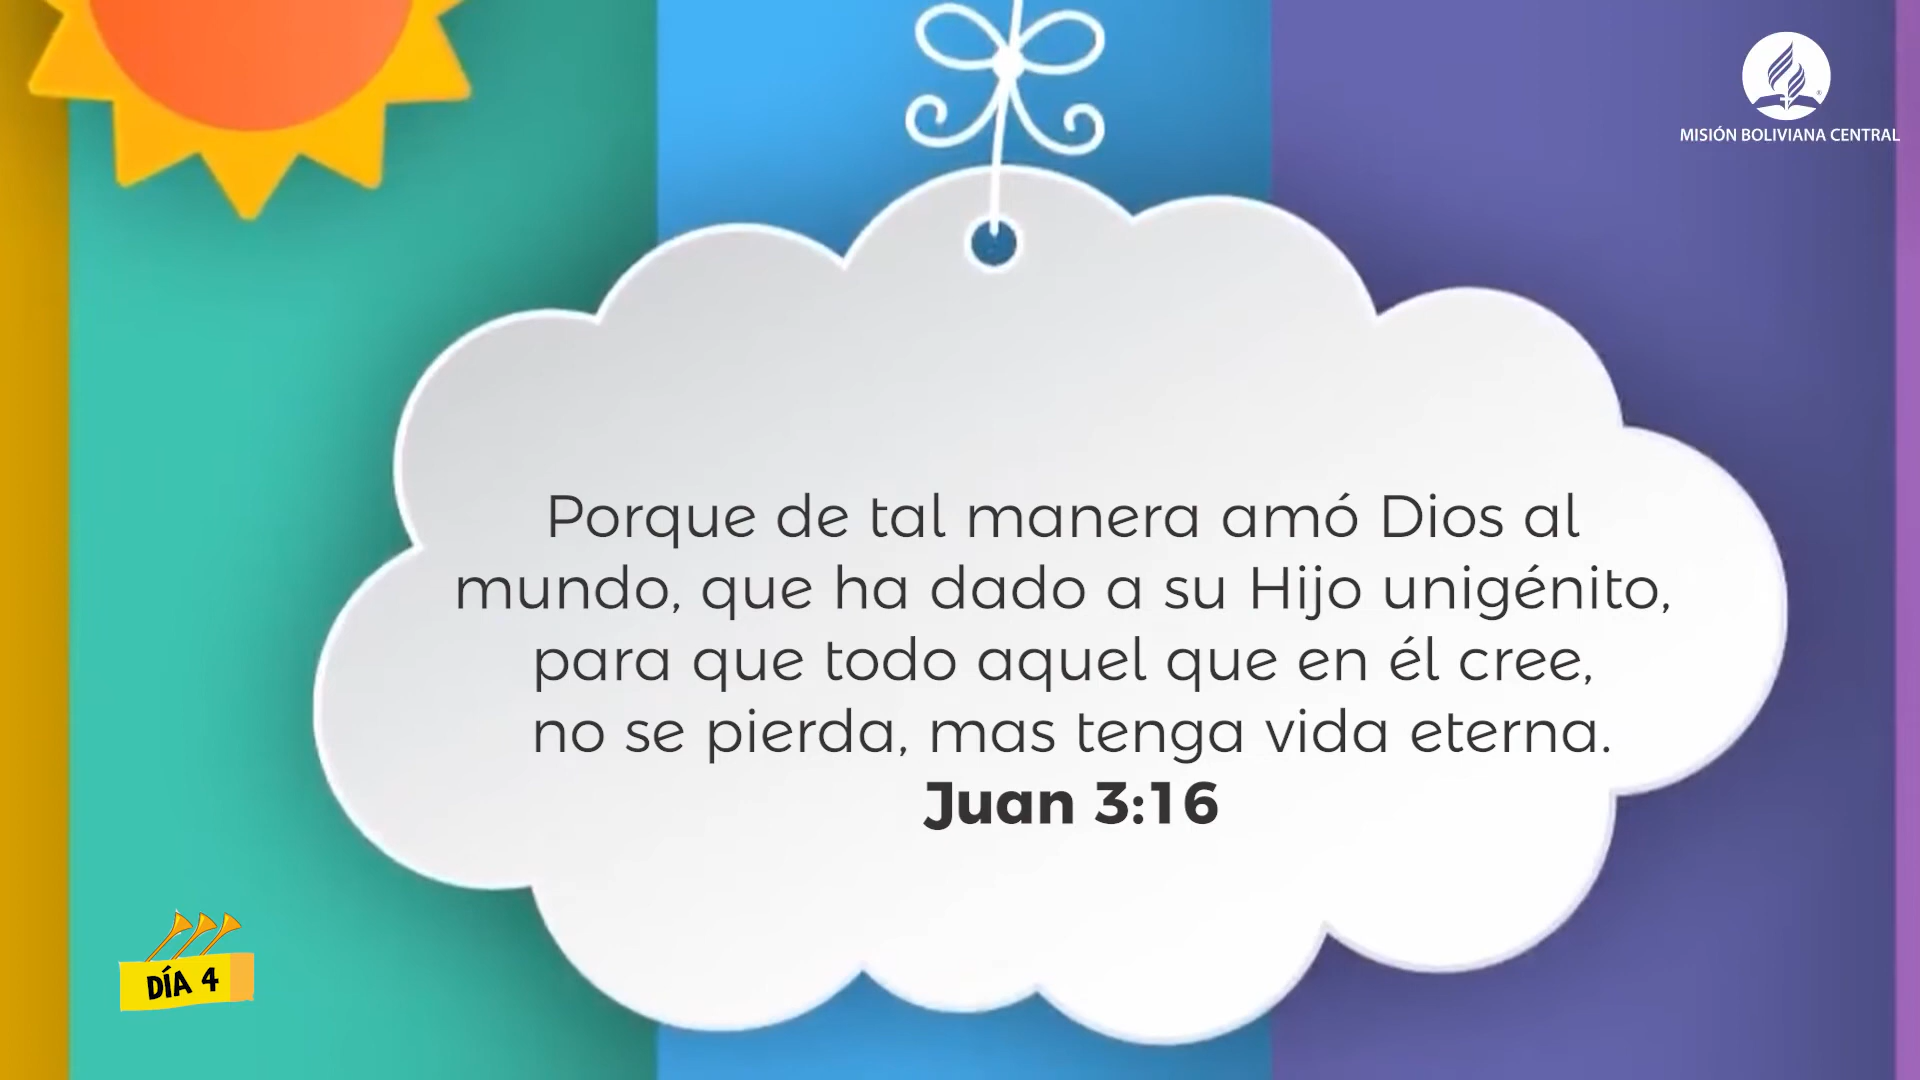 MISIÓN BOLIVIANA CENTRAL
Porque de tal manera amó Dios al
mundo, que ha dado a su Hijo unigénito,
para que todo aquel que en él cree,
no se pierda, mas tenga vida eterna.
Juan 3:16
DÍA 4